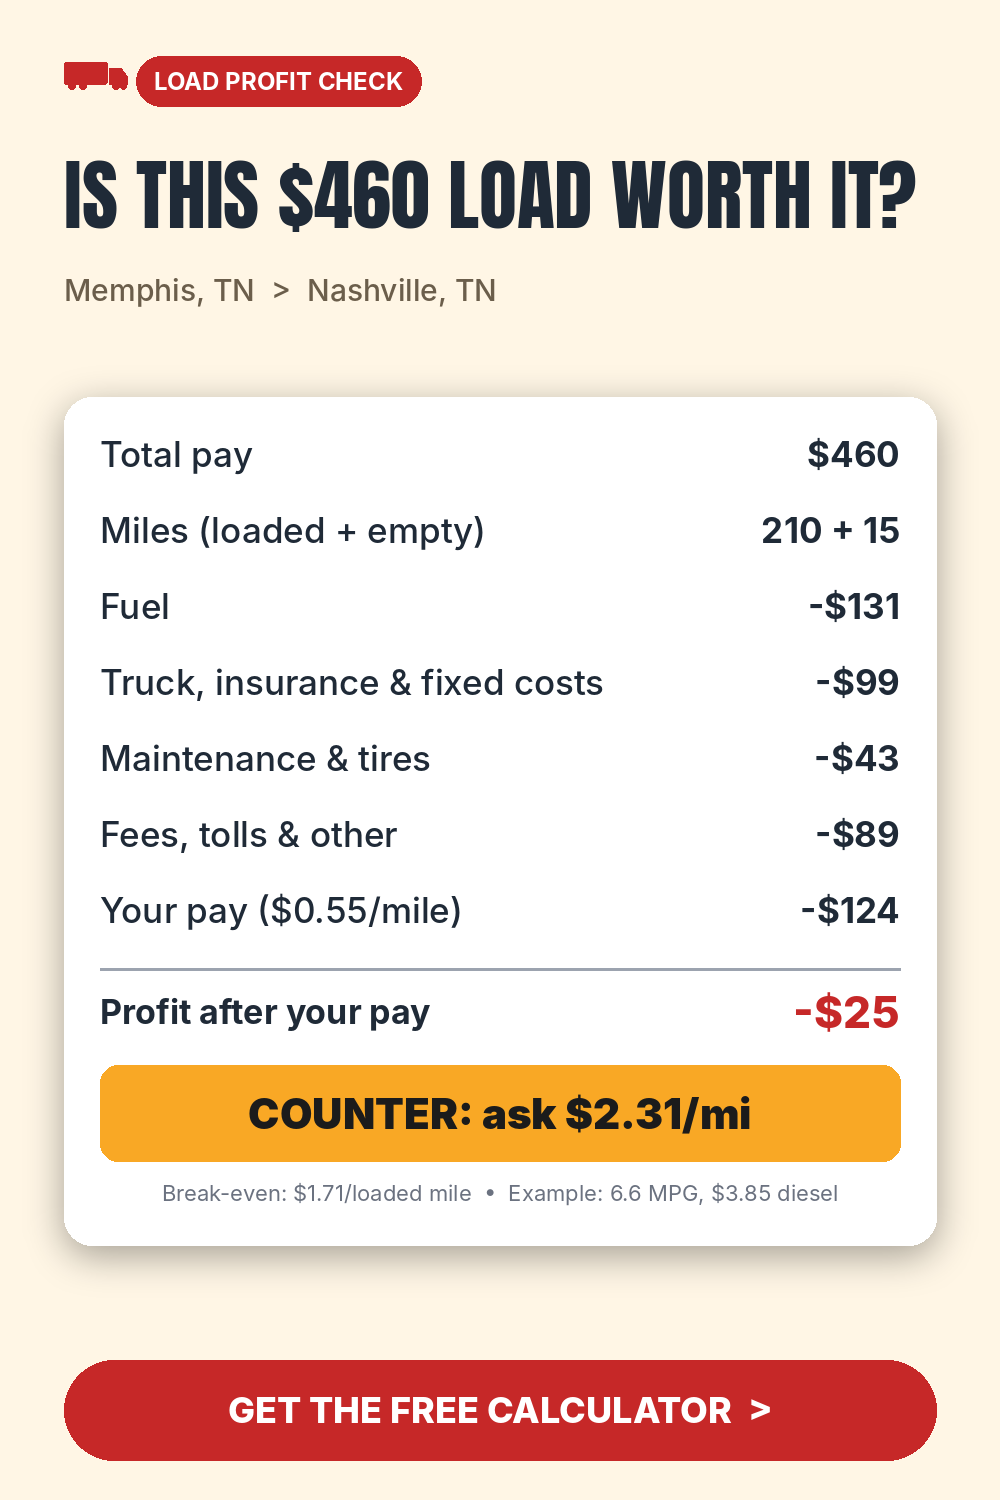 LOAD PROFIT CHECK
IS THIS $460 LOAD WORTH IT?
Memphis, TN > Nashville, TN
Total pay $460
Miles (loaded + empty) 210 + 15
Fuel -$131
Truck, insurance & fixed costs -$99
Maintenance & tires -$43
Fees, tolls & other -$89
Your pay ($0.55/mile) -$124
Profit after your pay -$25
COUNTER: ask $2.31/mi
Break-even: $1.71/loaded mile • Example: 6.6 MPG, $3.85 diesel
GET THE FREE CALCULATOR >